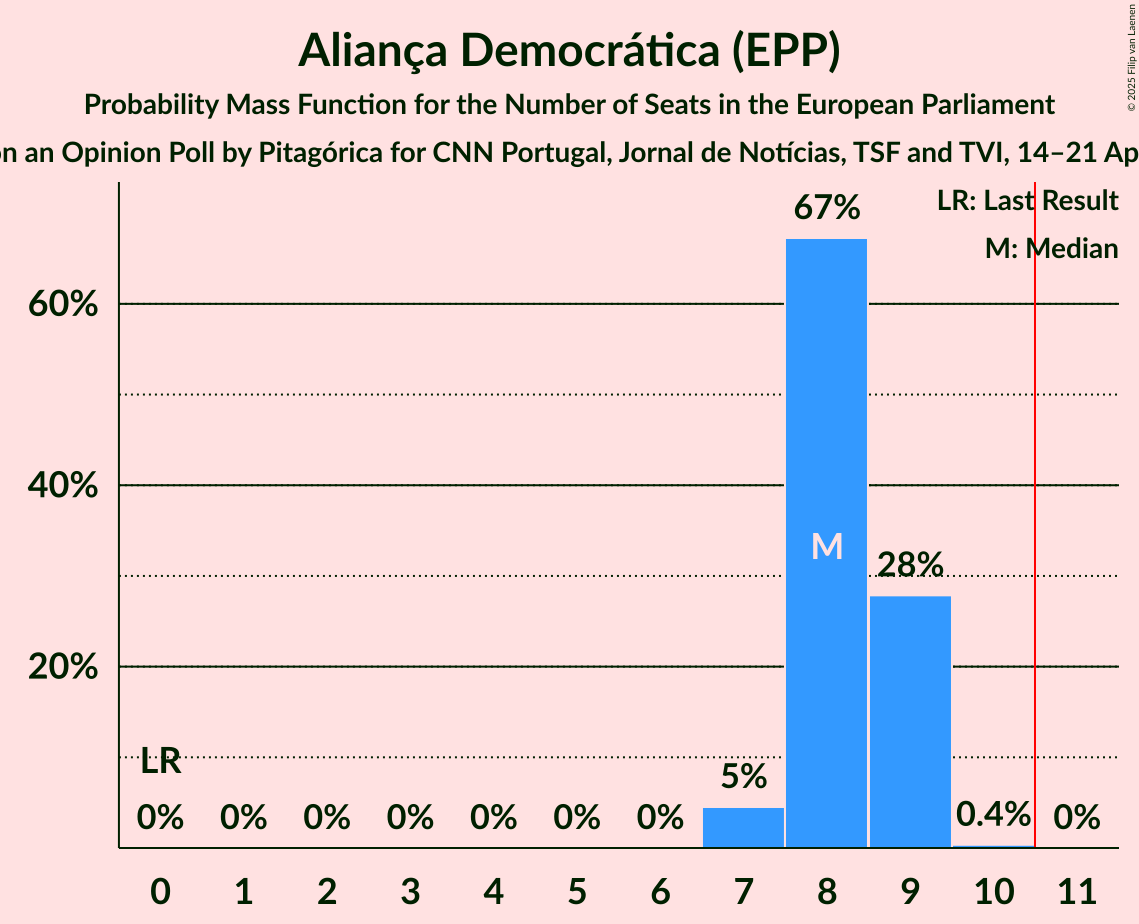 Aliança Democrática (EPP)
Probability Mass Function for the Number of Seats in the European Parliament
an Opinion Poll by Pitagórica for CNN Portugal, Jornal de Notícias, TSF and TVI, 14–21
© 2025 Filip van Laenen
LR: Last Result
M: Median
67%
60%
40%
20%
M
28%
LR
5%
0% 0% 0% 0% 0% 0% 0% 0.4% 0%
0 1 2 3 4 5 6 7 8 9 10 11